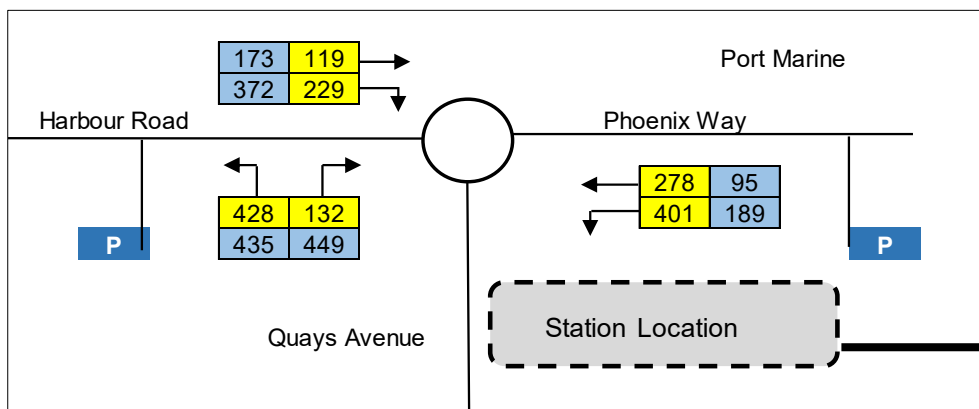 173 119
Port Marine
372 229
Harbour Road
Phoenix Way
278 95
428 132
401 189
435 449
P
P
Station Location
Quays Avenue